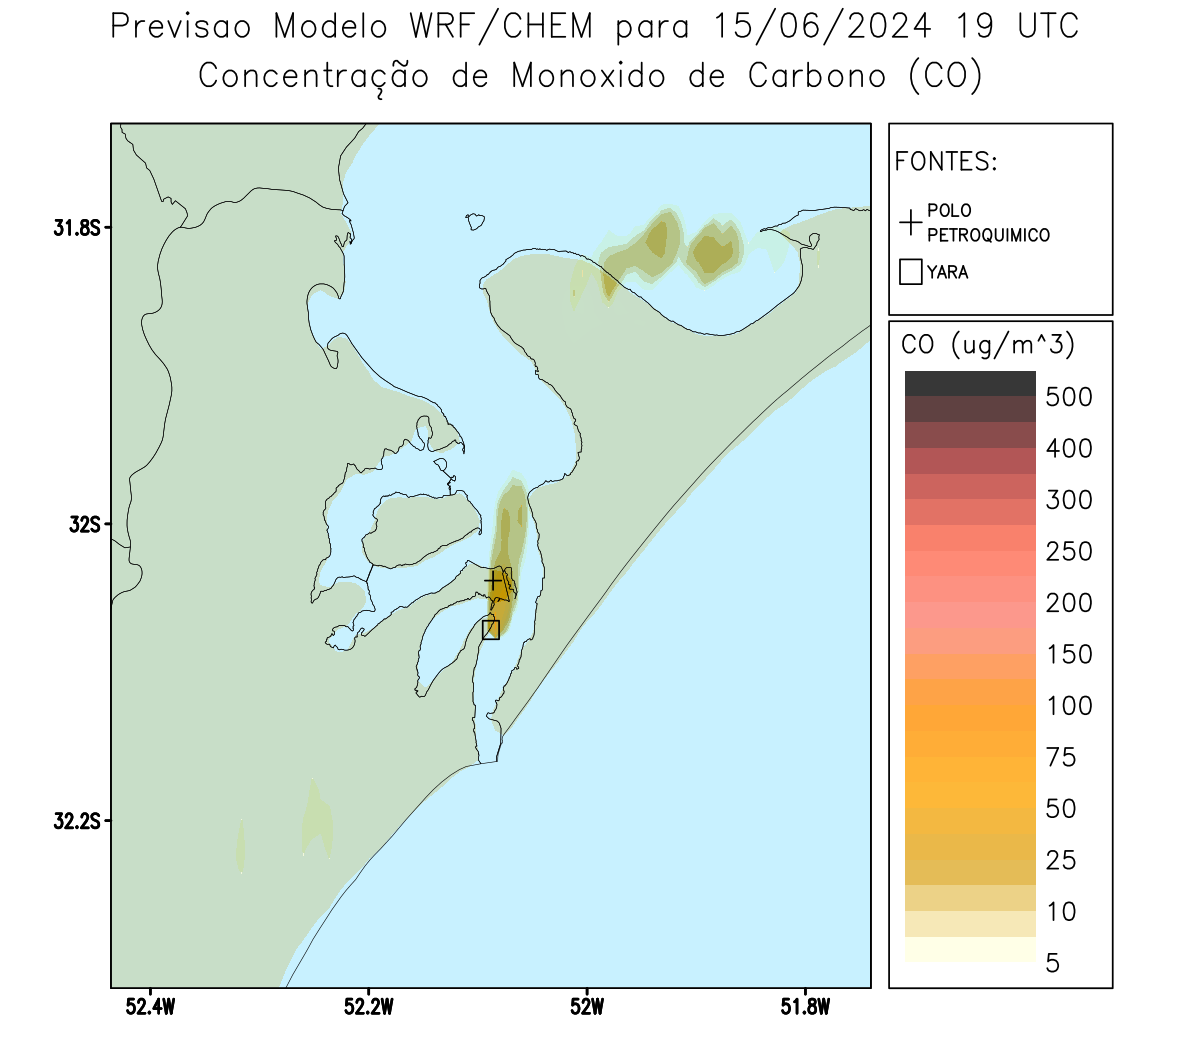 Previsao Modelo WRF/CHEM para 15/06/2024 19 UTC
Concentração de Monoxido de Carbono (CO)
FONTES:
POLO
PETROQUIMICO
YARA
31.8S
32S
32.2S
52.4W
52.2W
52W
51.8W
CO (ug/m^3)
500
400
300
250
200
150
100
75
50
25
10
5